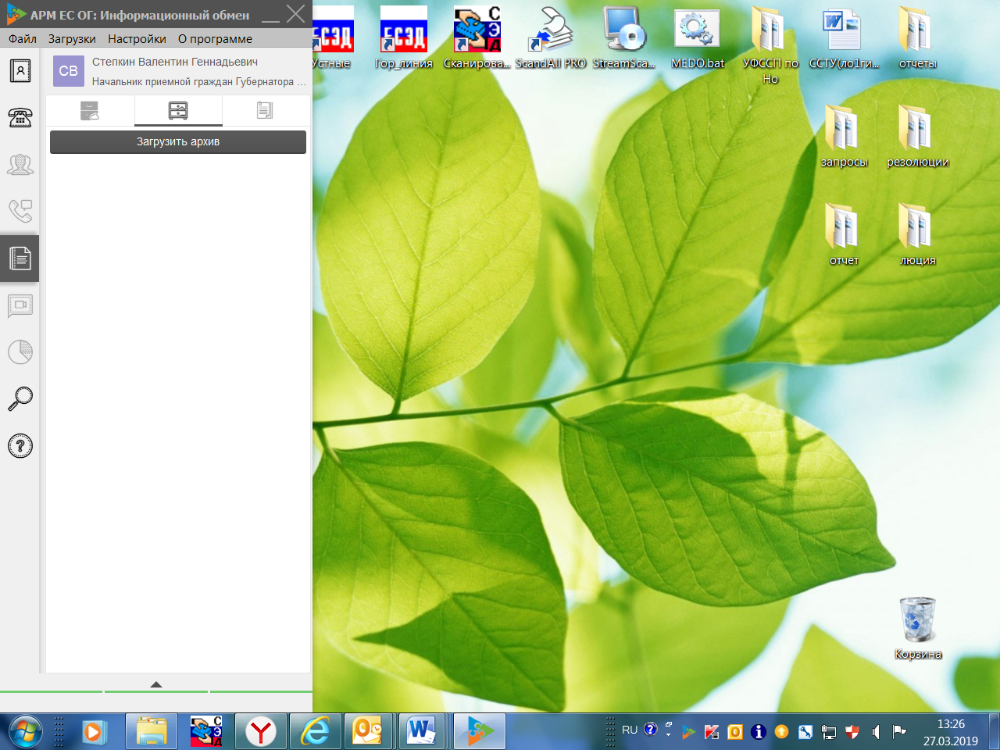 АРМ ЕС ОГ: Информационный обмен
Файл Загрузки Настройки О программе
СВ
Степкин Валентин Геннадьевич
Начальник приемной граждан Губернатора ...
Загрузить архив
ЕСЭД
Устные
ЕСЭД
Гор_линия
СЭД
Сканирова...
ScandAll PRO
StreamSca...
MEDO.bat
УФССП по
Но
ССТУ(ло1ги...
отчеты
запросы
резолюции
отчет
люция
Корзина
СЭД
RU
13:26
27.03.2019